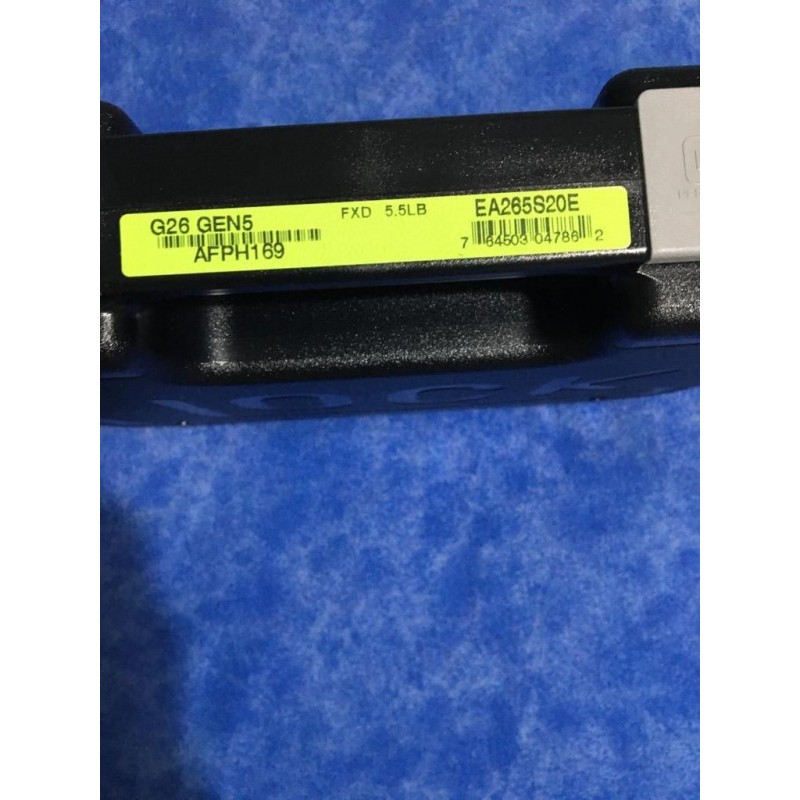 G26 GEN5 FXD 5.5LB EA265S20E
AFPH169 7 64503 04786 2